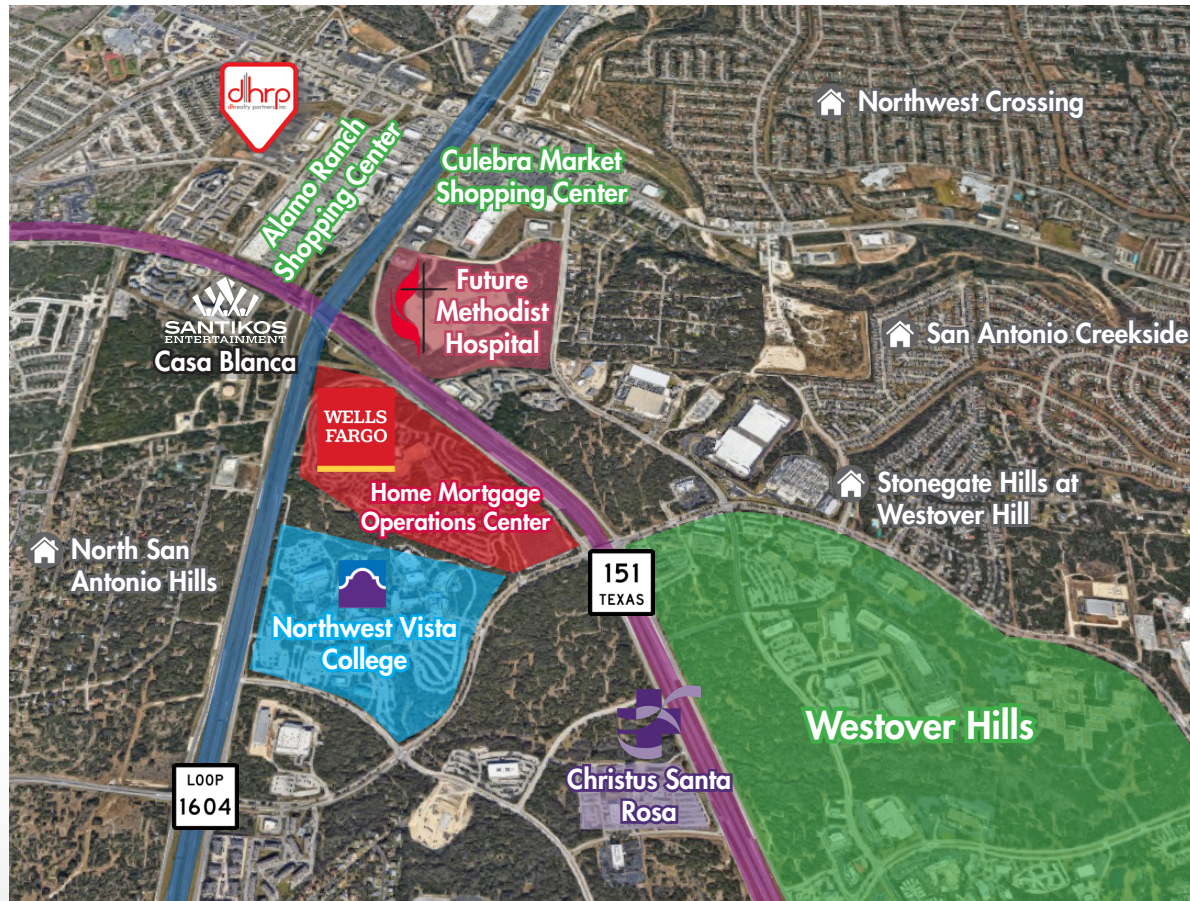 dhrp
dhrealty partners inc
Northwest Crossing
Alamo Ranch
Shopping Center
Culebra Market
Shopping Center
Future
Methodist
Hospital
SANTIKOS
ENTERTAINMENT
Casa Blanca
San Antonio Creekside
WELLS
FARGO
Home Mortgage
Operations Center
Stonegate Hills at
Westover Hill
North San
Antonio Hills
151
TEXAS
Northwest Vista
College
Westover Hills
Christus Santa
Rosa
LOOP
1604